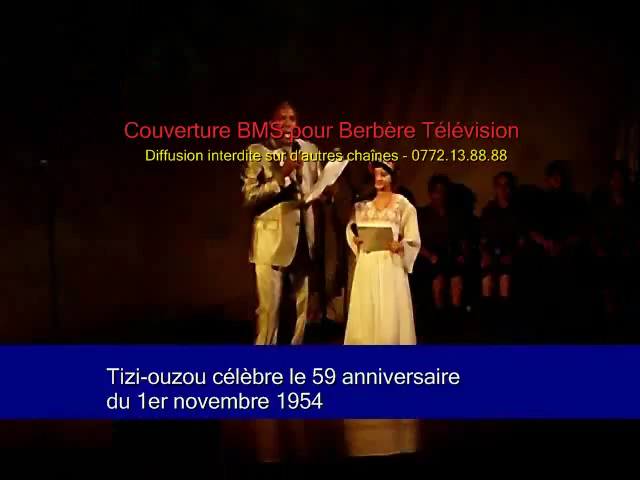 Couverture BMS pour Berbère Télévision
Diffusion interdite sur d'autres chaînes - 0772.13.88.88
Tizi-ouzou célèbre le 59 anniversaire
du 1er novembre 1954